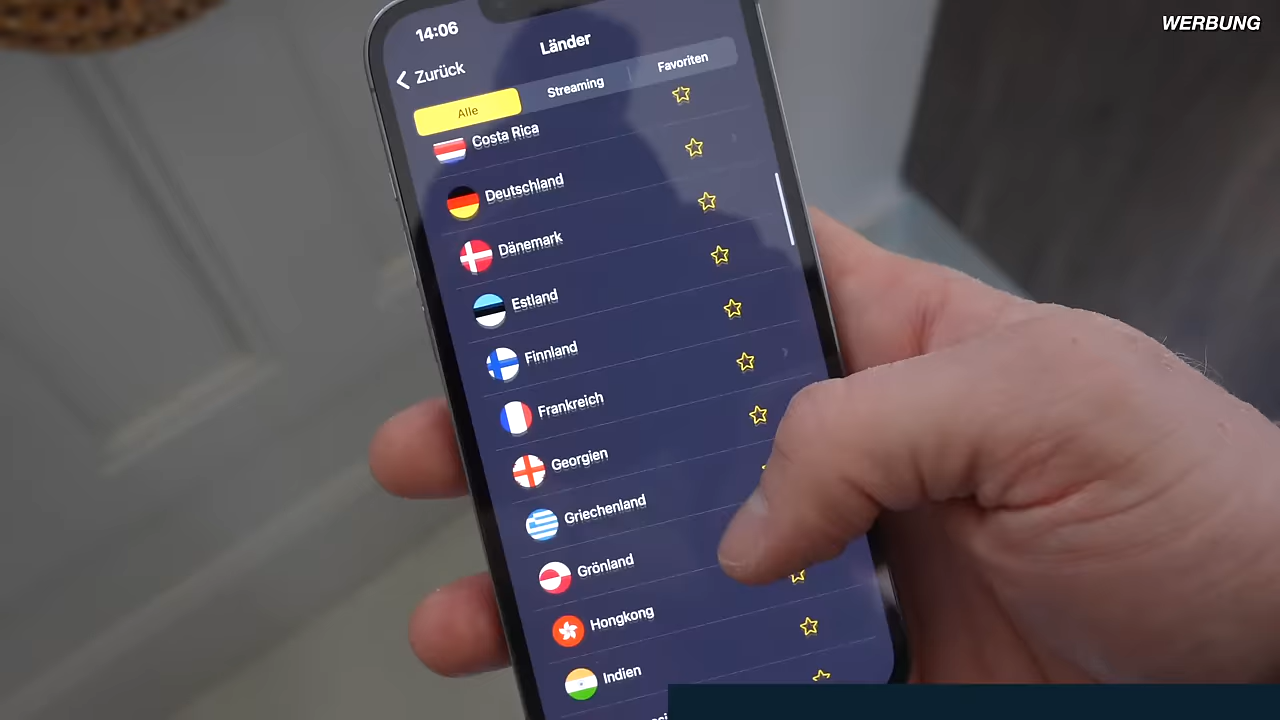 WERBUNG
14:06
Zurück
Länder
Alle
Streaming
Favoriten
Costa Rica
Deutschland
Dänemark
Estland
Finnland
Frankreich
Georgien
Griechenland
Grönland
Hongkong
Indien